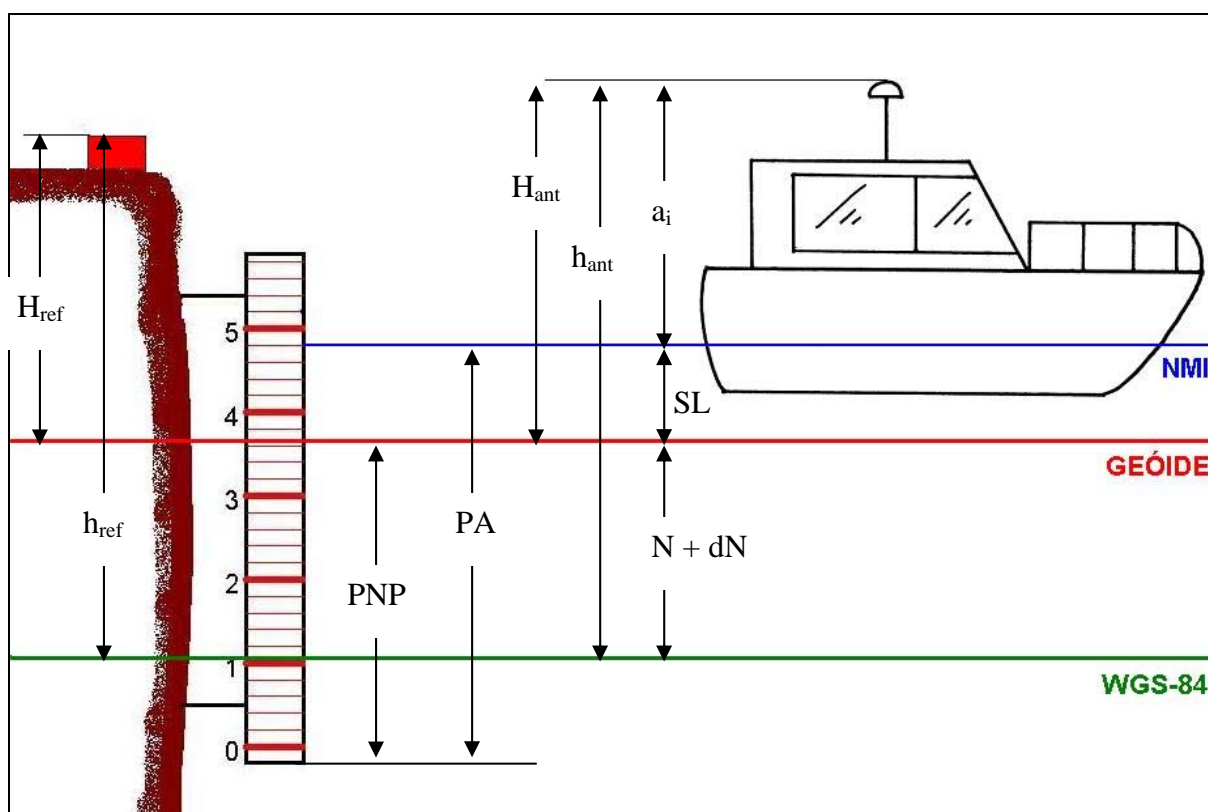 H_ant
a_i
h_ant
H_ref
5
NMI
SL
4
GEÓIDE
3
h_ref
PA
N + dN
2
PNP
1
WGS-84
0